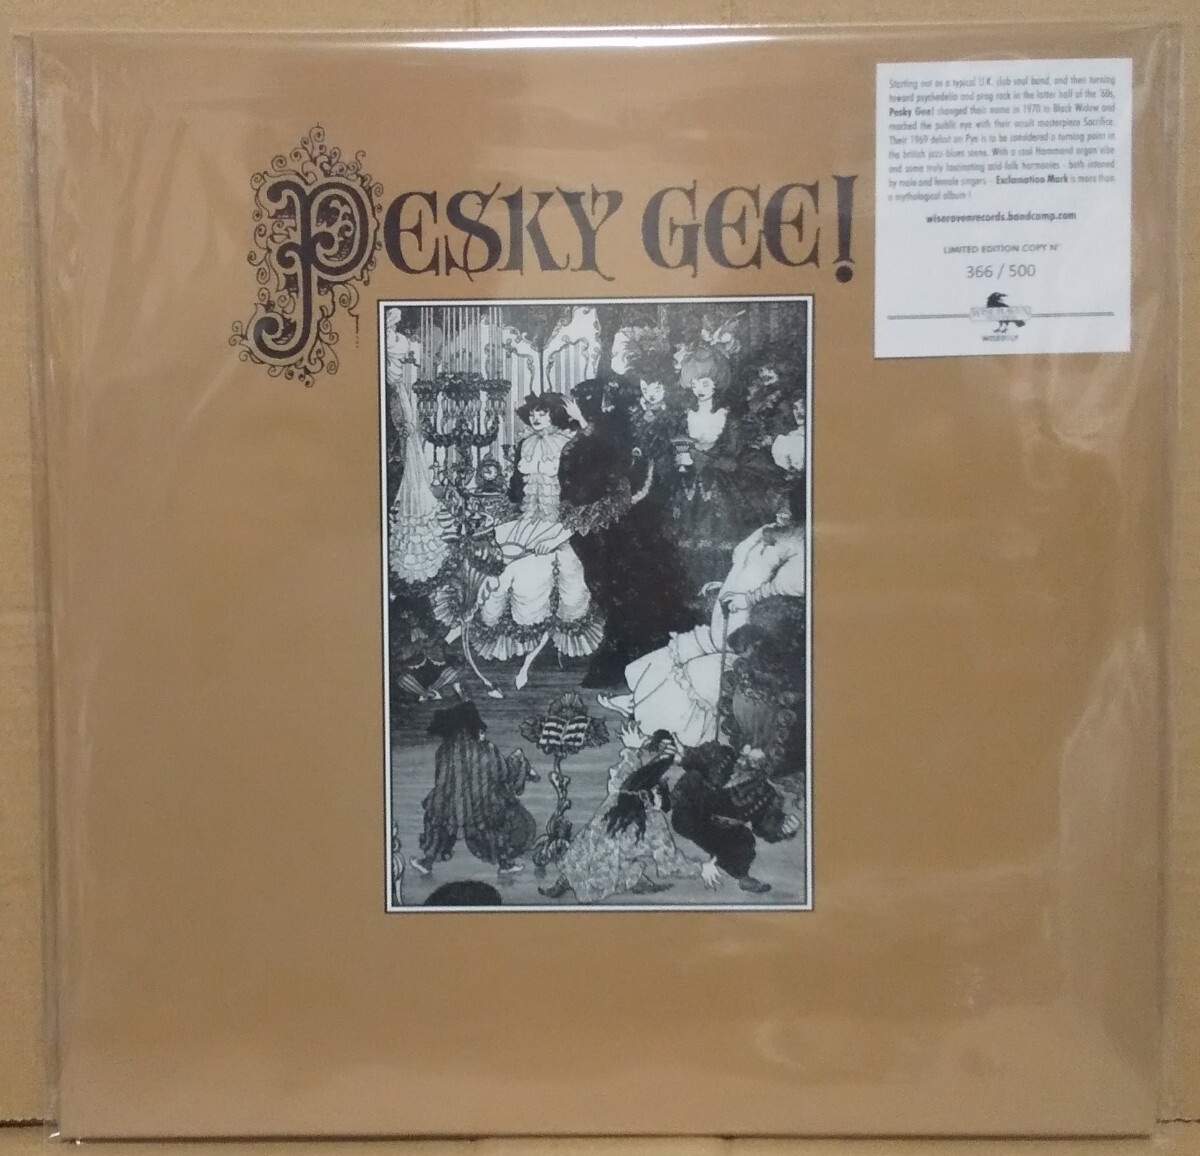 PESKY GEE!
Starting out as a typical U.K. club soul band, and then turning
toward psychedelia and prog rock in the latter half of the '60s,
Pesky Gee! changed their name in 1970 in Black Widow and
reached the public eye with their occult masterpiece Sacrifice.
Their 1969 debut on Pye is to be considered a turning point in
the british jazz-blues scene. With a cool Hammond organ vibe
and some truly fascinating acid-folk harmonies - both intoned
by male and female singers - Exclamation Mark is more than
a mythological album !
wiseravenrecords.bandcamp.com
LIMITED EDITION COPY N°
366 / 500